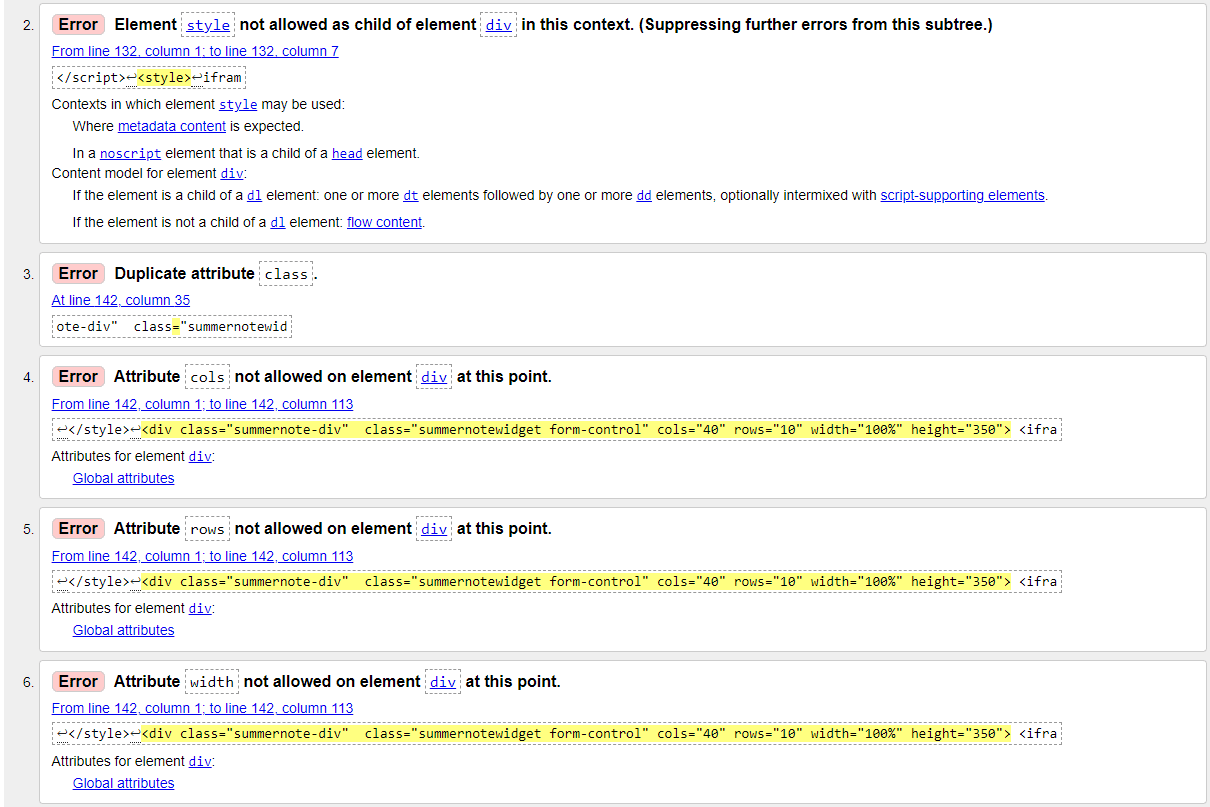 2. Error Element style not allowed as child of element div in this context. (Suppressing further errors from this subtree.)
From line 132, column 1; to line 132, column 7
</script>↩<style>↩ifram
Contexts in which element style may be used:
Where metadata content is expected.
In a noscript element that is a child of a head element.
Content model for element div:
If the element is a child of a dl element: one or more dt elements followed by one or more dd elements, optionally intermixed with script-supporting elements.
If the element is not a child of a dl element: flow content.
3. Error Duplicate attribute class.
At line 142, column 35
ote-div"  class="summernotewid
4. Error Attribute cols not allowed on element div at this point.
From line 142, column 1; to line 142, column 113
↩</style>↩<div class="summernote-div"  class="summernotewidget form-control" cols="40" rows="10" width="100%" height="350"> <ifra
Attributes for element div:
Global attributes
5. Error Attribute rows not allowed on element div at this point.
From line 142, column 1; to line 142, column 113
↩</style>↩<div class="summernote-div"  class="summernotewidget form-control" cols="40" rows="10" width="100%" height="350"> <ifra
Attributes for element div:
Global attributes
6. Error Attribute width not allowed on element div at this point.
From line 142, column 1; to line 142, column 113
↩</style>↩<div class="summernote-div"  class="summernotewidget form-control" cols="40" rows="10" width="100%" height="350"> <ifra
Attributes for element div:
Global attributes